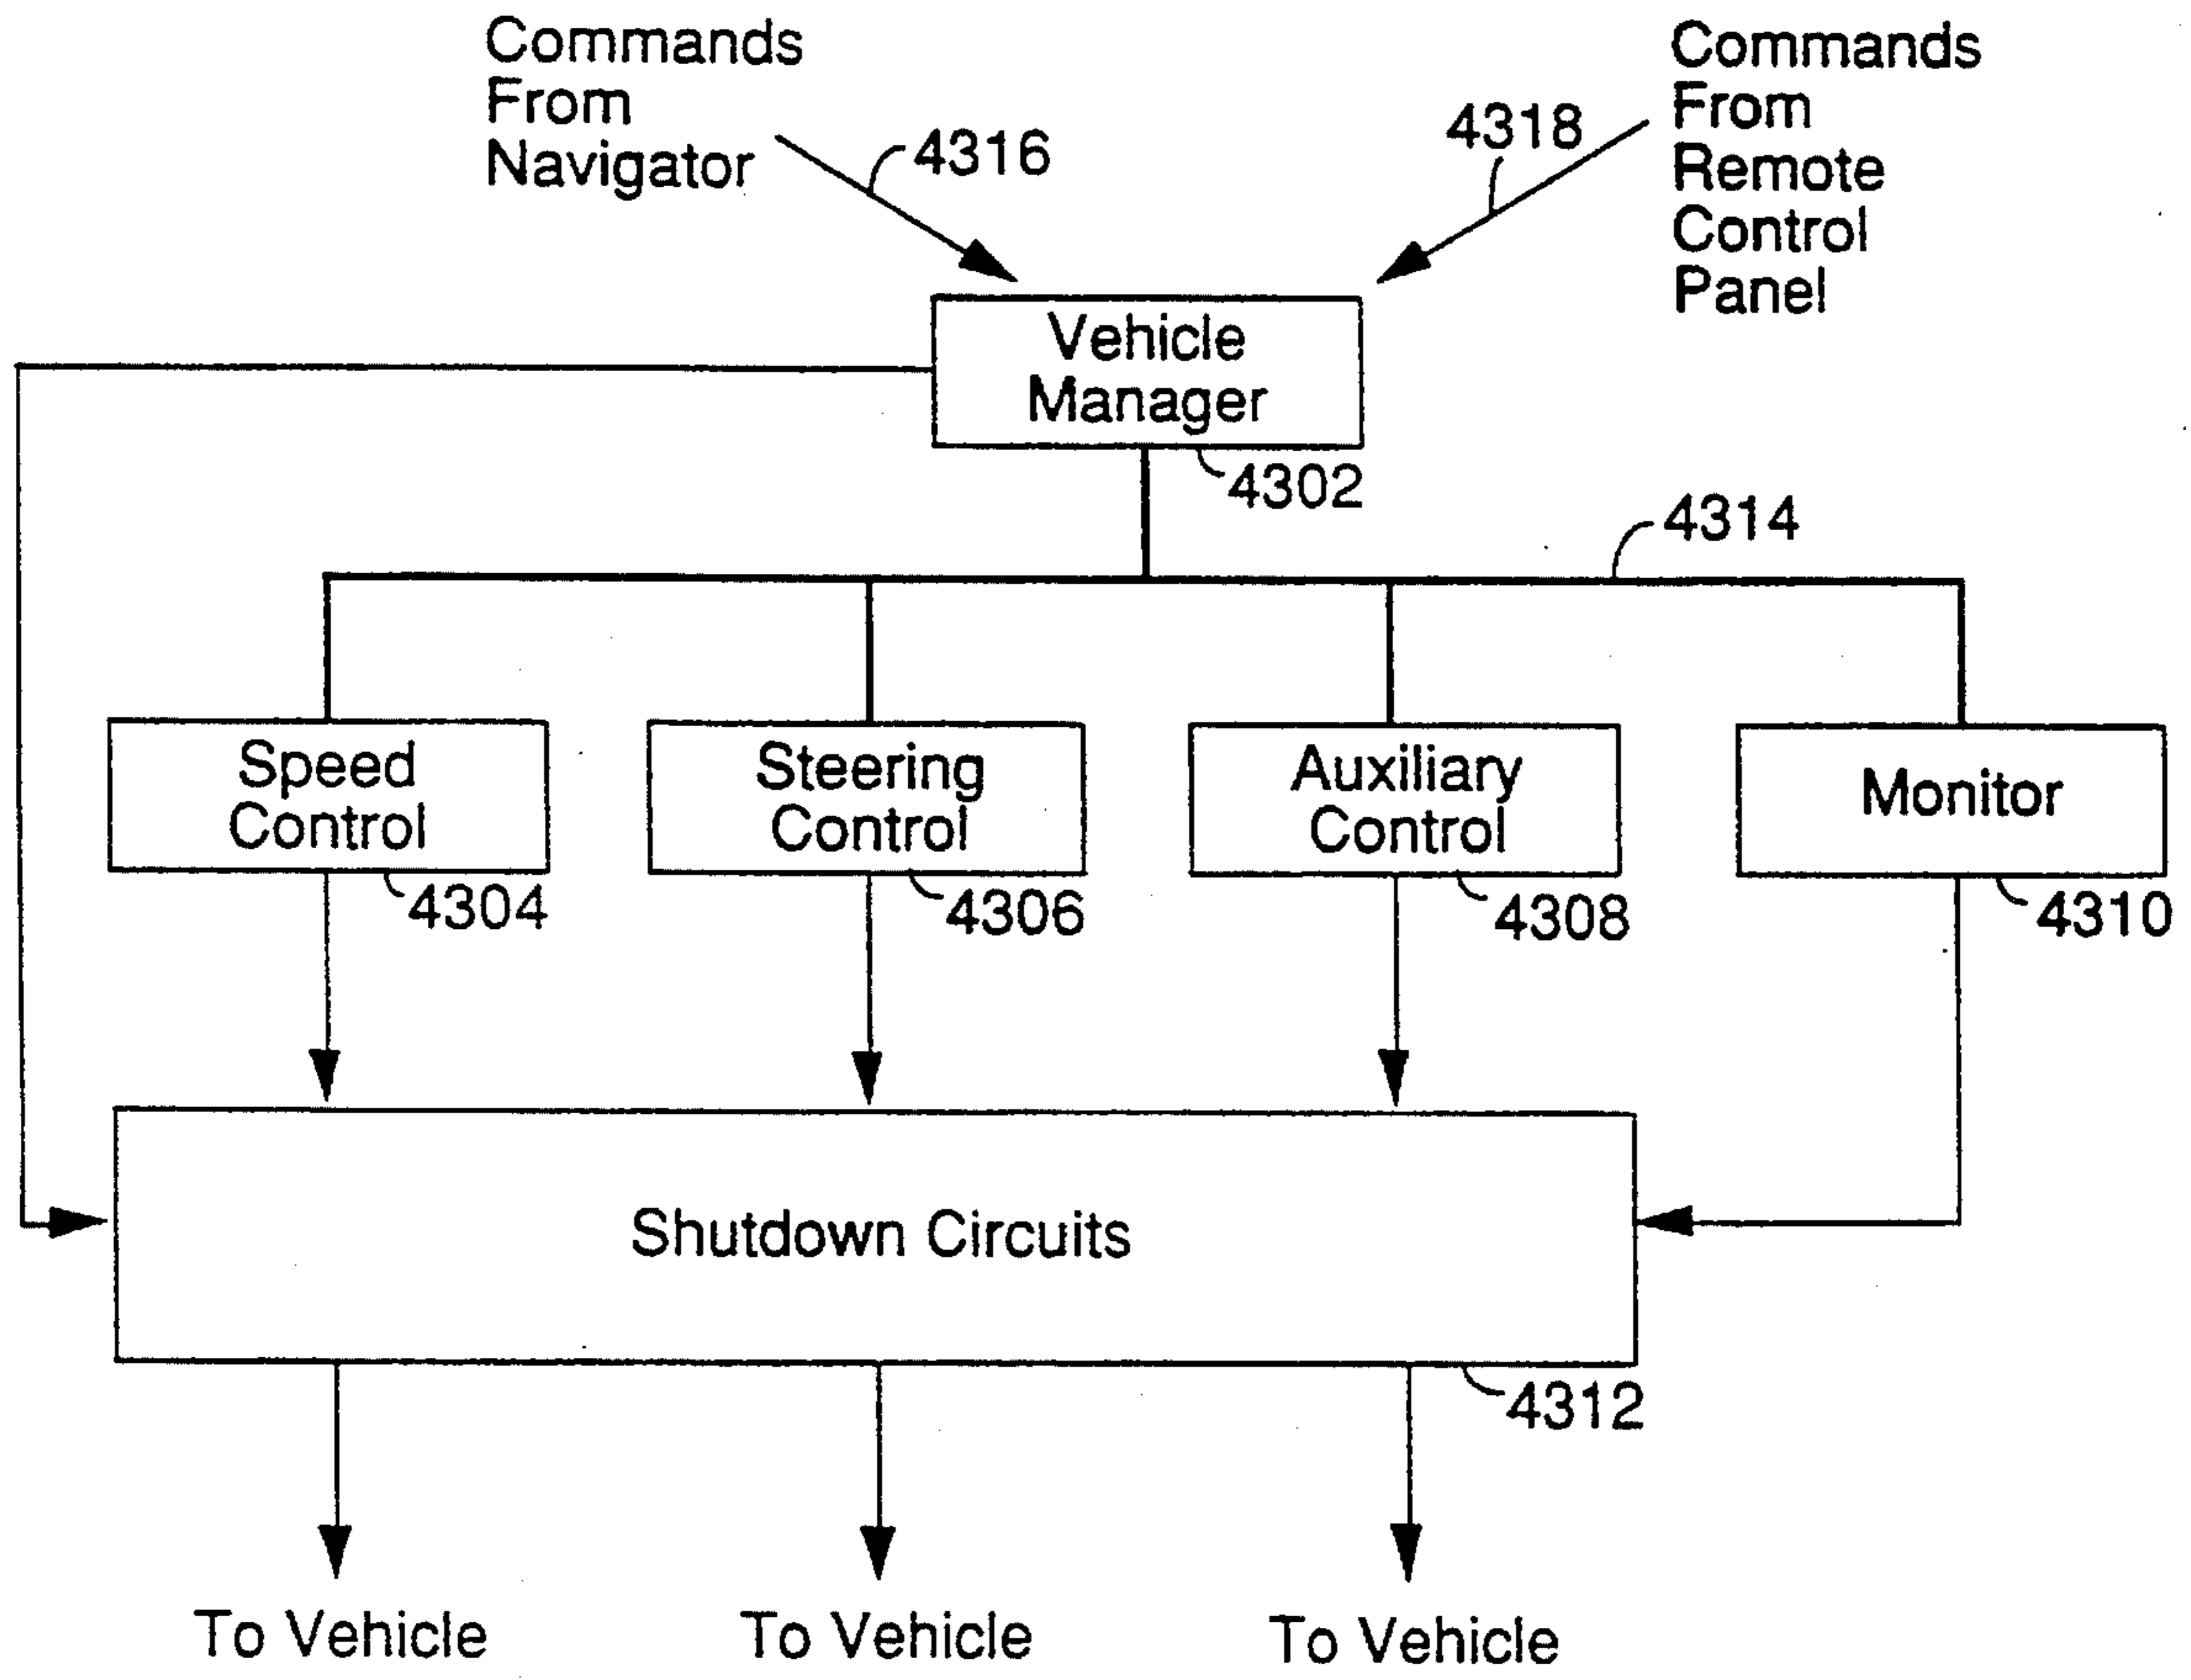 Commands
From
Navigator
4316
4318
Commands
From
Remote
Control
Panel
Vehicle
Manager
4302
4314
Speed
Control
4304
Steering
Control
4306
Auxiliary
Control
4308
Monitor
4310
Shutdown Circuits
4312
To Vehicle
To Vehicle
To Vehicle